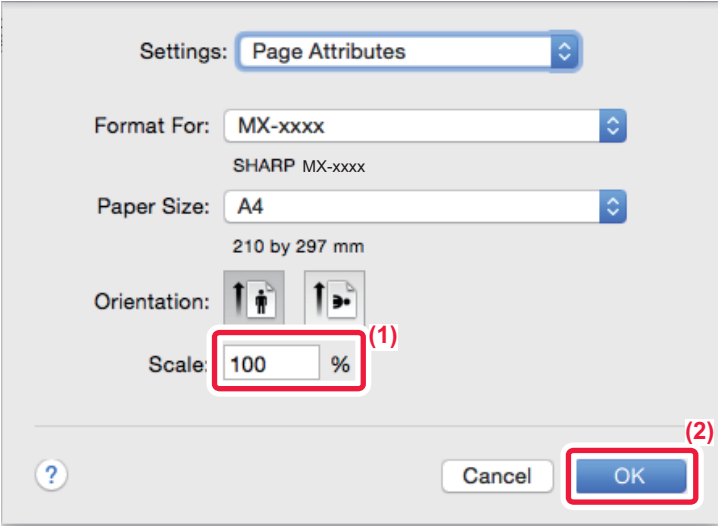 Settings: Page Attributes
Format For: MX-xxxx
SHARP MX-xxxx
Paper Size: A4
210 by 297 mm
Orientation:
(1)
Scale: 100 %
(2)
? Cancel OK